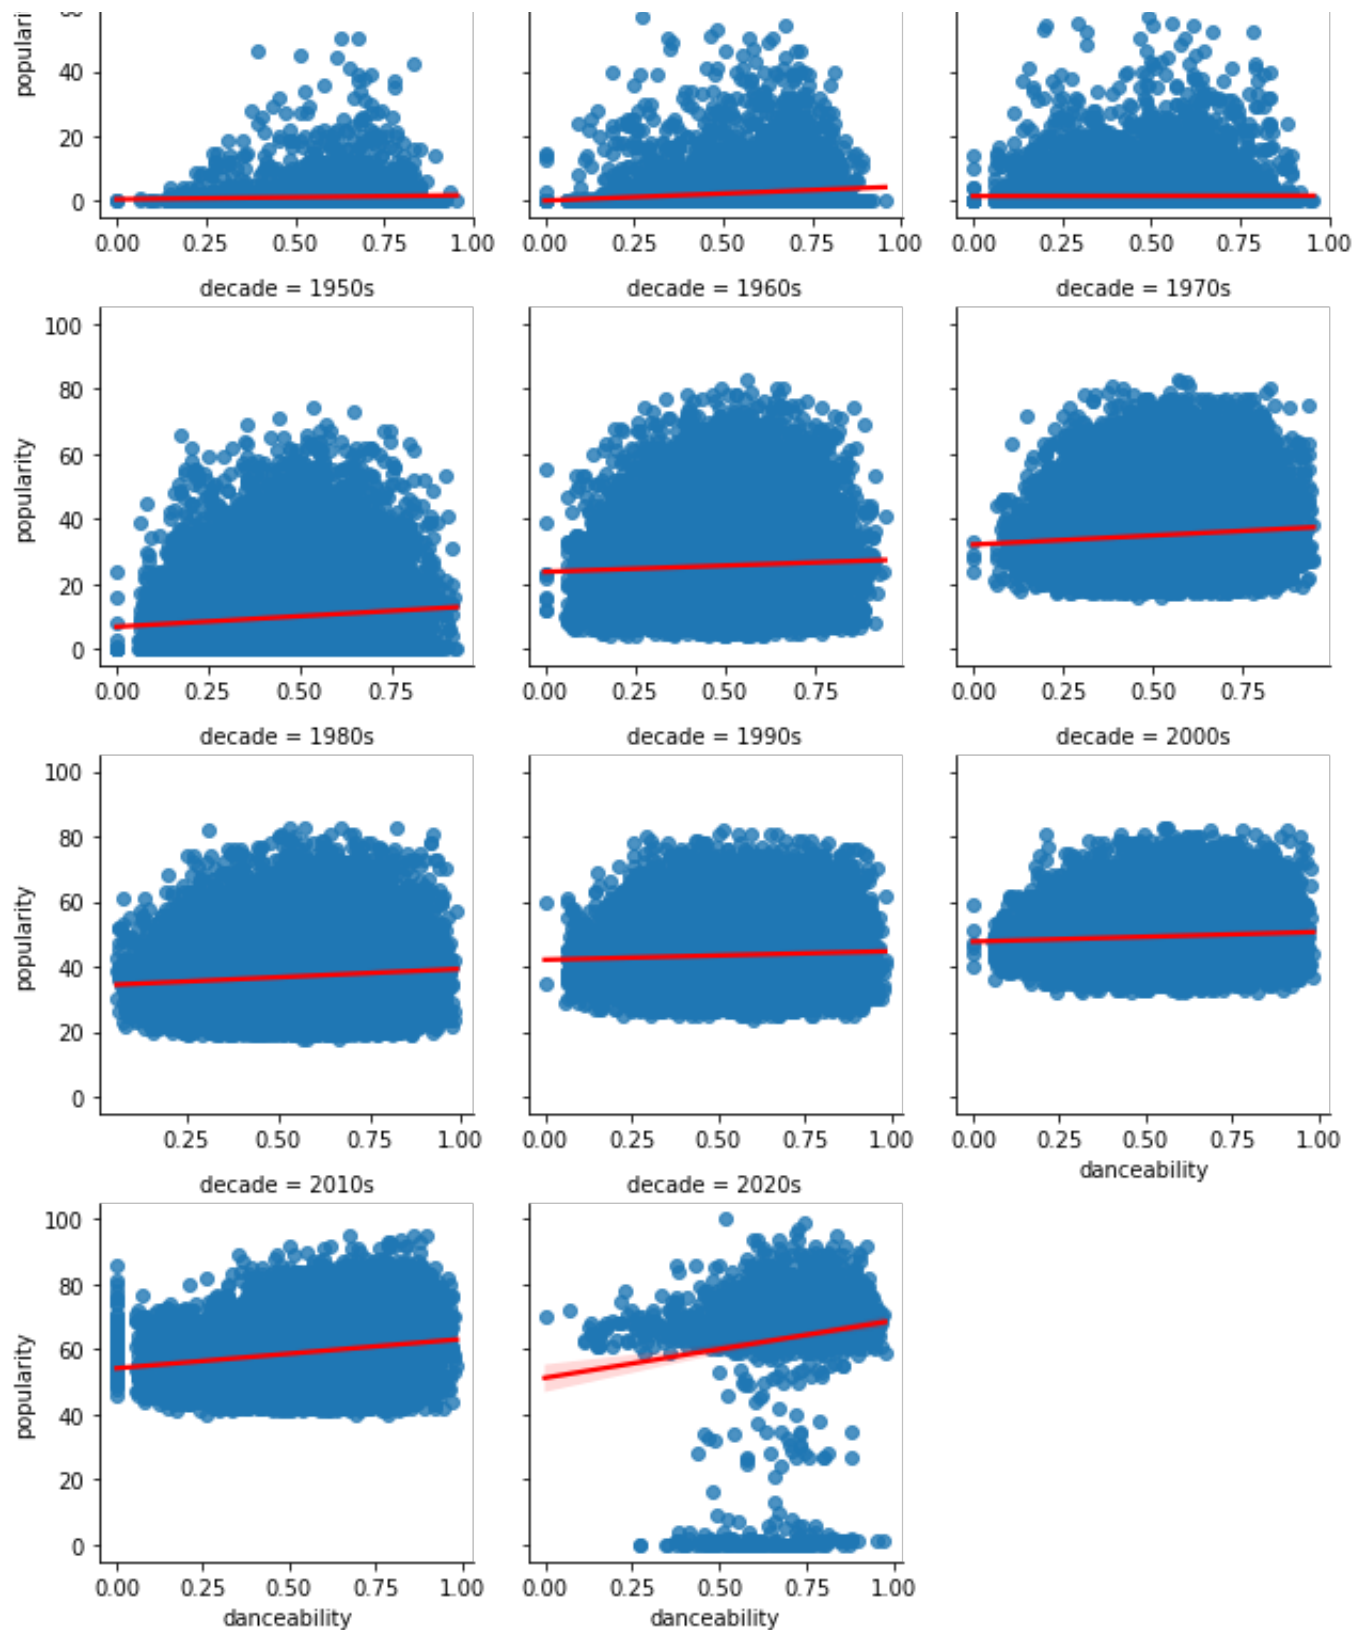 60
populari
40
20
0
0.00 0.25 0.50 0.75 1.00
0.00 0.25 0.50 0.75 1.00
0.00 0.25 0.50 0.75 1.00
decade = 1950s
decade = 1960s
decade = 1970s
100
80
60
40
20
0
popularity
0.00 0.25 0.50 0.75
0.00 0.25 0.50 0.75
0.00 0.25 0.50 0.75
decade = 1980s
decade = 1990s
decade = 2000s
100
80
60
40
20
0
popularity
0.25 0.50 0.75 1.00
0.00 0.25 0.50 0.75 1.00
0.00 0.25 0.50 0.75 1.00
danceability
decade = 2010s
decade = 2020s
100
80
60
40
20
0
popularity
0.00 0.25 0.50 0.75 1.00
0.00 0.25 0.50 0.75 1.00
danceability
danceability